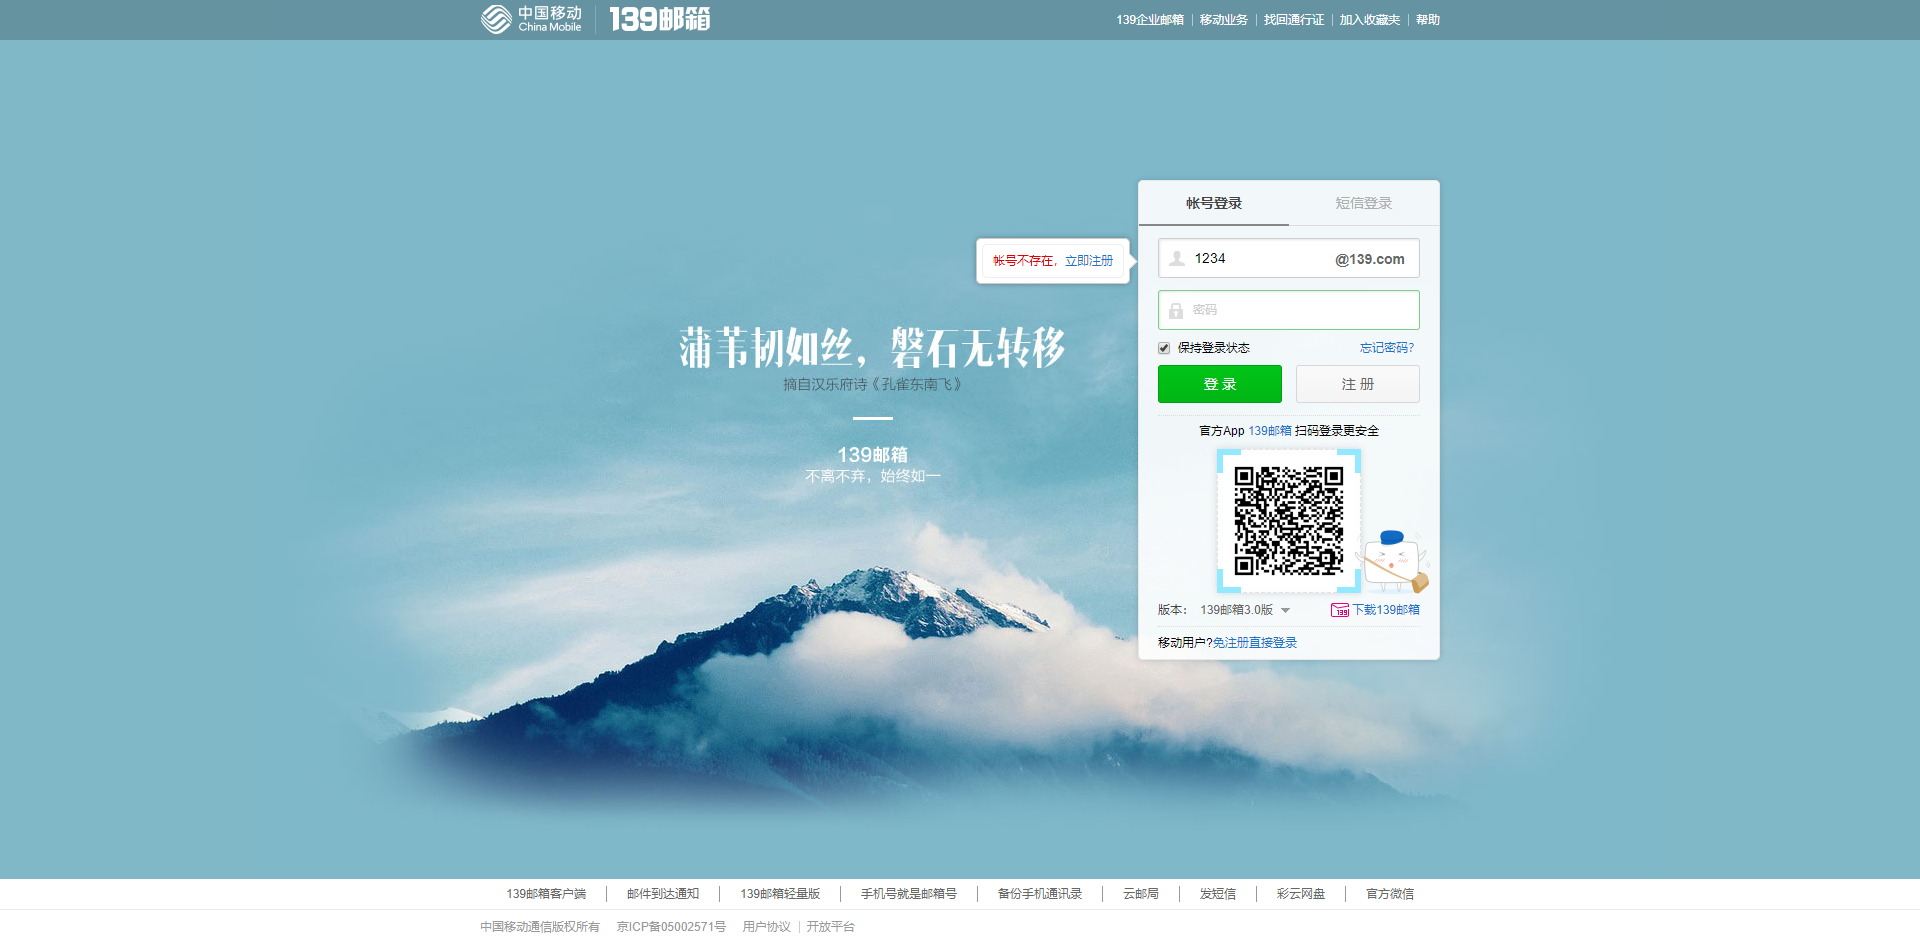 中国移动
China Mobile
139邮箱
139企业邮箱 | 移动业务 | 找回通行证 | 加入收藏夹 | 帮助
帐号登录
短信登录
帐号不存在，立即注册
1234
@139.com
密码
保持登录状态
忘记密码?
登 录
注 册
官方App 139邮箱 扫码登录更安全
版本： 139邮箱3.0版
139
下载139邮箱
移动用户?免注册直接登录
蒲苇韧如丝，磐石无转移
摘自汉乐府诗《孔雀东南飞》
139邮箱
不离不弃，始终如一
139邮箱客户端 | 邮件到达通知 | 139邮箱轻量版 | 手机号就是邮箱号 | 备份手机通讯录 | 云邮局 | 发短信 | 彩云网盘 | 官方微信
中国移动通信版权所有 京ICP备05002571号 用户协议 | 开放平台